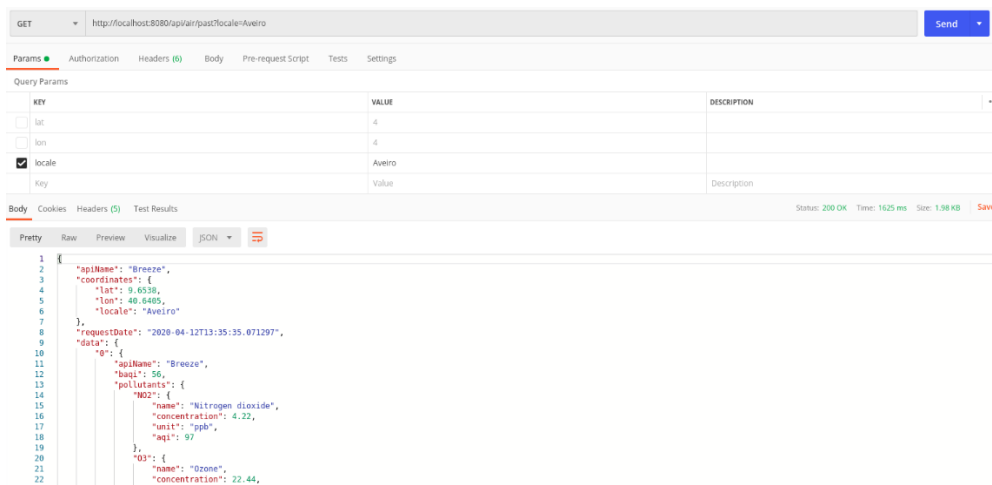 GET http://localhost:8080/api/air/past?locale=Aveiro Send
Params Authorization Headers (6) Body Pre-request Script Tests Settings
Query Params
KEY VALUE DESCRIPTION
lat 4
lon 4
locale Aveiro
Key Value Description
Body Cookies Headers (5) Test Results Status: 200 OK Time: 1625 ms Size: 1.98 KB Save
Pretty Raw Preview Visualize JSON
1 {
2 "apiName": "Breeze",
3 "coordinates": {
4 "lat": 9.6538,
5 "lon": 40.6405,
6 "locale": "Aveiro"
7 },
8 "requestDate": "2020-04-12T13:35:35.071297",
9 "data": {
10 "0": {
11 "apiName": "Breeze",
12 "baqi": 56,
13 "pollutants": {
14 "NO2": {
15 "name": "Nitrogen dioxide",
16 "concentration": 4.22,
17 "unit": "ppb",
18 "aqi": 97
19 },
20 "O3": {
21 "name": "Ozone",
22 "concentration": 22.44,